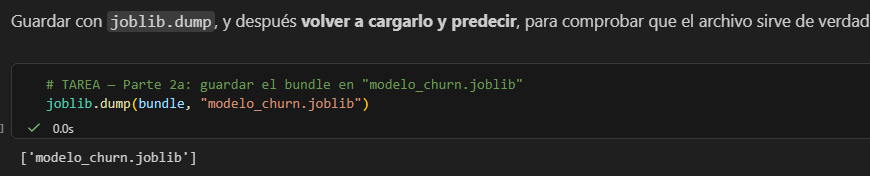 Guardar con joblib.dump, y después volver a cargarlo y predecir, para comprobar que el archivo sirve de verdad
# TAREA — Parte 2a: guardar el bundle en "modelo_churn.joblib"
joblib.dump(bundle, "modelo_churn.joblib")
] ✓ 0.0s
['modelo_churn.joblib']